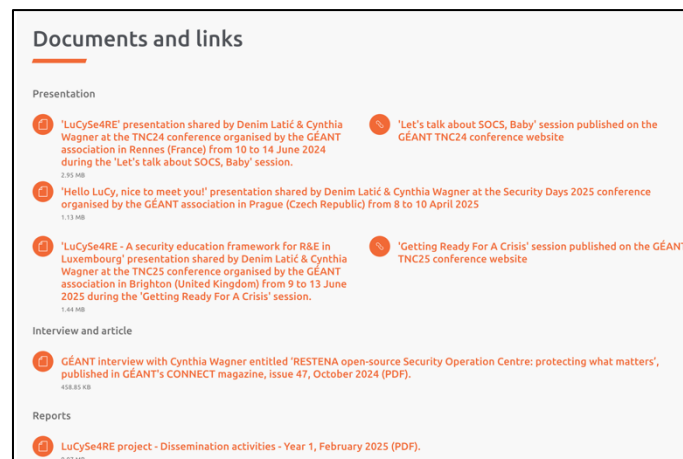 Documents and links
Presentation
'LuCySe4RE' presentation shared by Denim Latić & Cynthia
Wagner at the TNC24 conference organised by the GÉANT
association in Rennes (France) from 10 to 14 June 2024
during the 'Let's talk about SOCS, Baby' session.
2.95 MB
'Let's talk about SOCS, Baby' session published on the
GÉANT TNC24 conference website
'Hello LuCy, nice to meet you!' presentation shared by Denim Latić & Cynthia Wagner at the Security Days 2025 conference
organised by the GÉANT association in Prague (Czech Republic) from 8 to 10 April 2025
1.13 MB
'LuCySe4RE - A security education framework for R&E in
Luxembourg' presentation shared by Denim Latić & Cynthia
Wagner at the TNC25 conference organised by the GÉANT
association in Brighton (United Kingdom) from 9 to 13 June
2025 during the 'Getting Ready For A Crisis' session.
1.44 MB
'Getting Ready For A Crisis' session published on the GÉANT
TNC25 conference website
Interview and article
GÉANT interview with Cynthia Wagner entitled 'RESTENA open-source Security Operation Centre: protecting what matters',
published in GÉANT's CONNECT magazine, issue 47, October 2024 (PDF).
458.85 KB
Reports
LuCySe4RE project - Dissemination activities - Year 1, February 2025 (PDF).